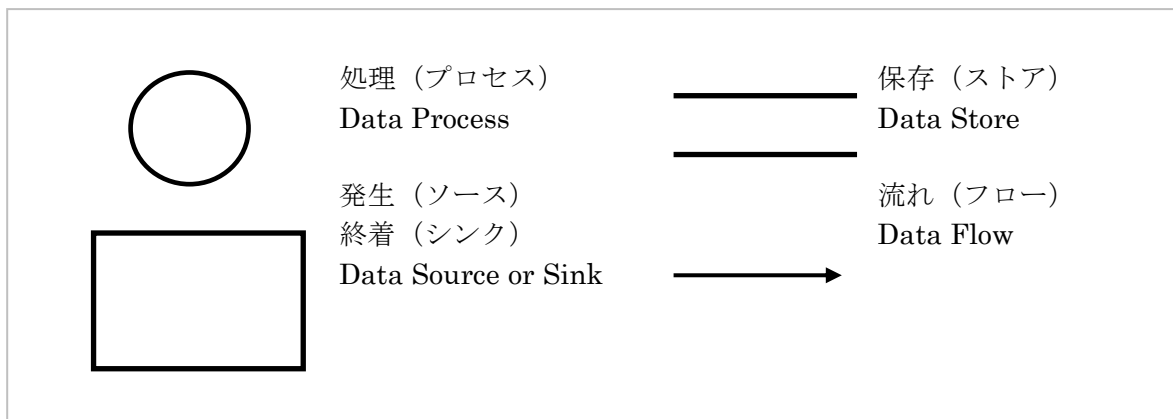 処理（プロセス）
Data Process
保存（ストア）
Data Store
発生（ソース）
終着（シンク）
Data Source or Sink
流れ（フロー）
Data Flow